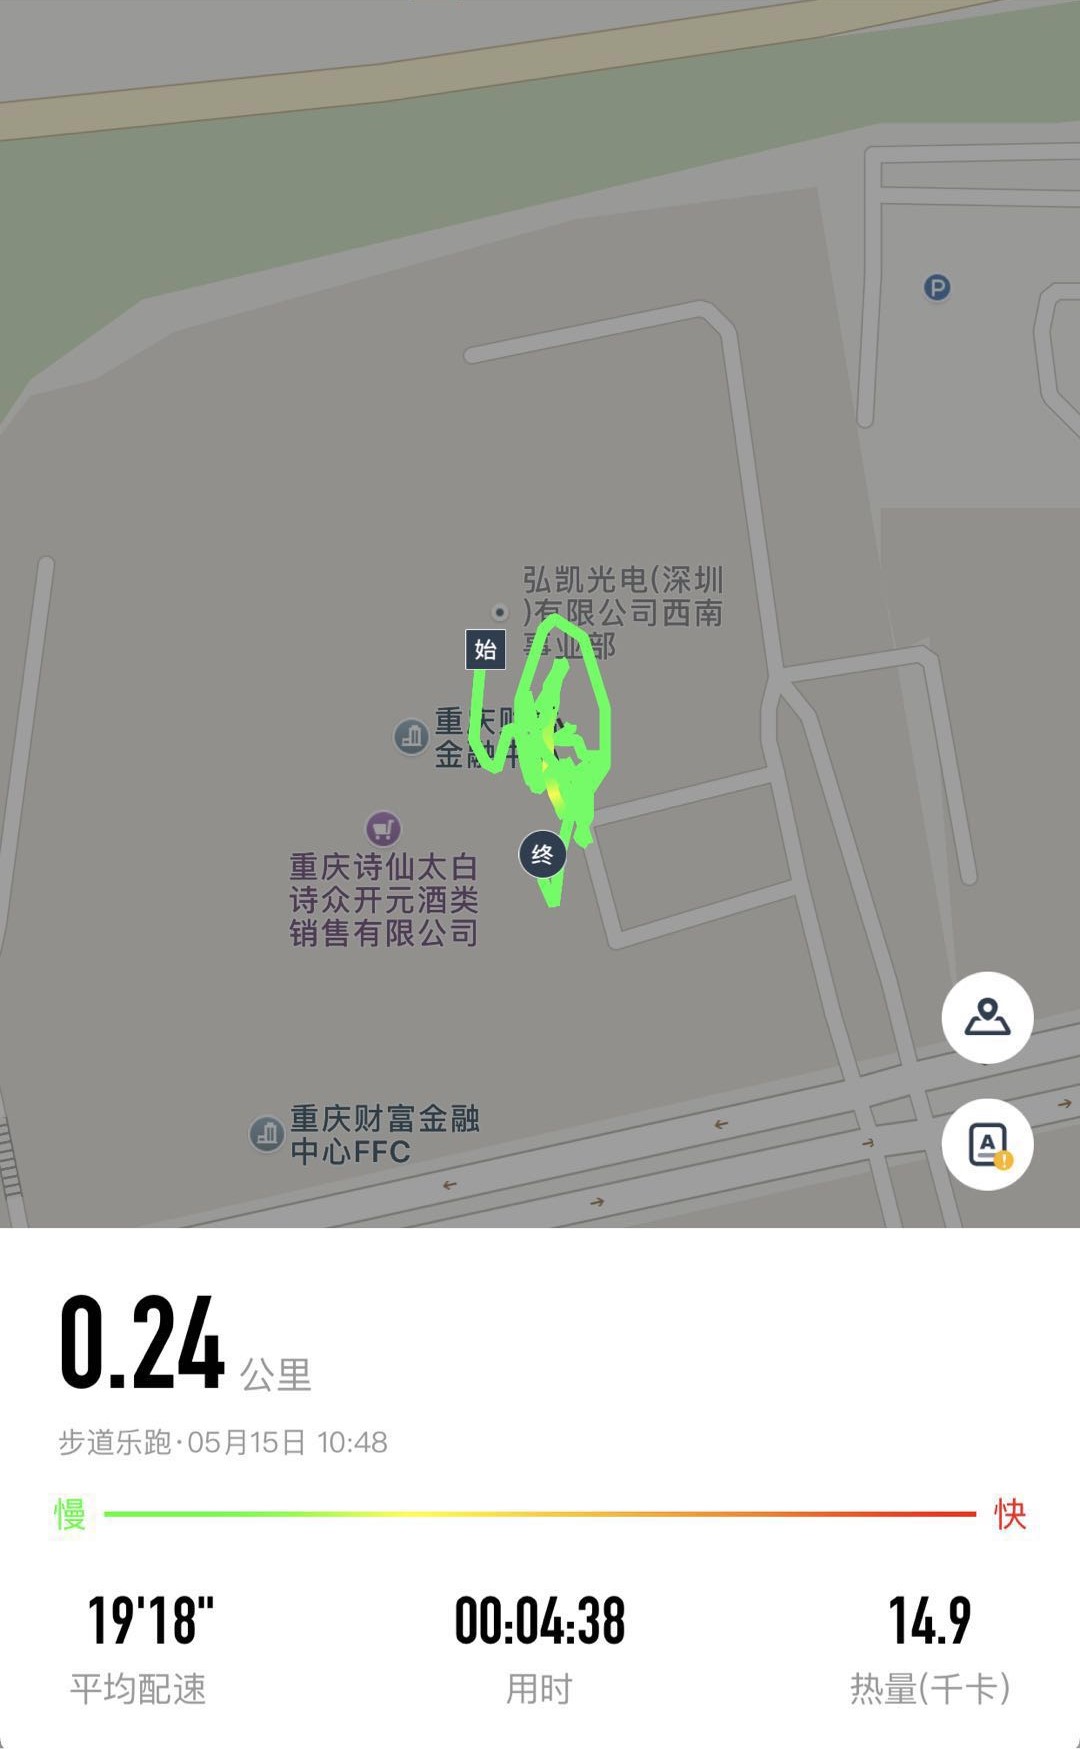 P
弘凯光电(深圳
)有限公司西南
事业部
始
重庆财
金融中心
重庆诗仙太白
诗众开元酒类
销售有限公司
终
重庆财富金融
中心FFC
A
0.24 公里
步道乐跑·05月15日 10:48
慢 快
19'18" 00:04:38 14.9
平均配速 用时 热量(千卡)